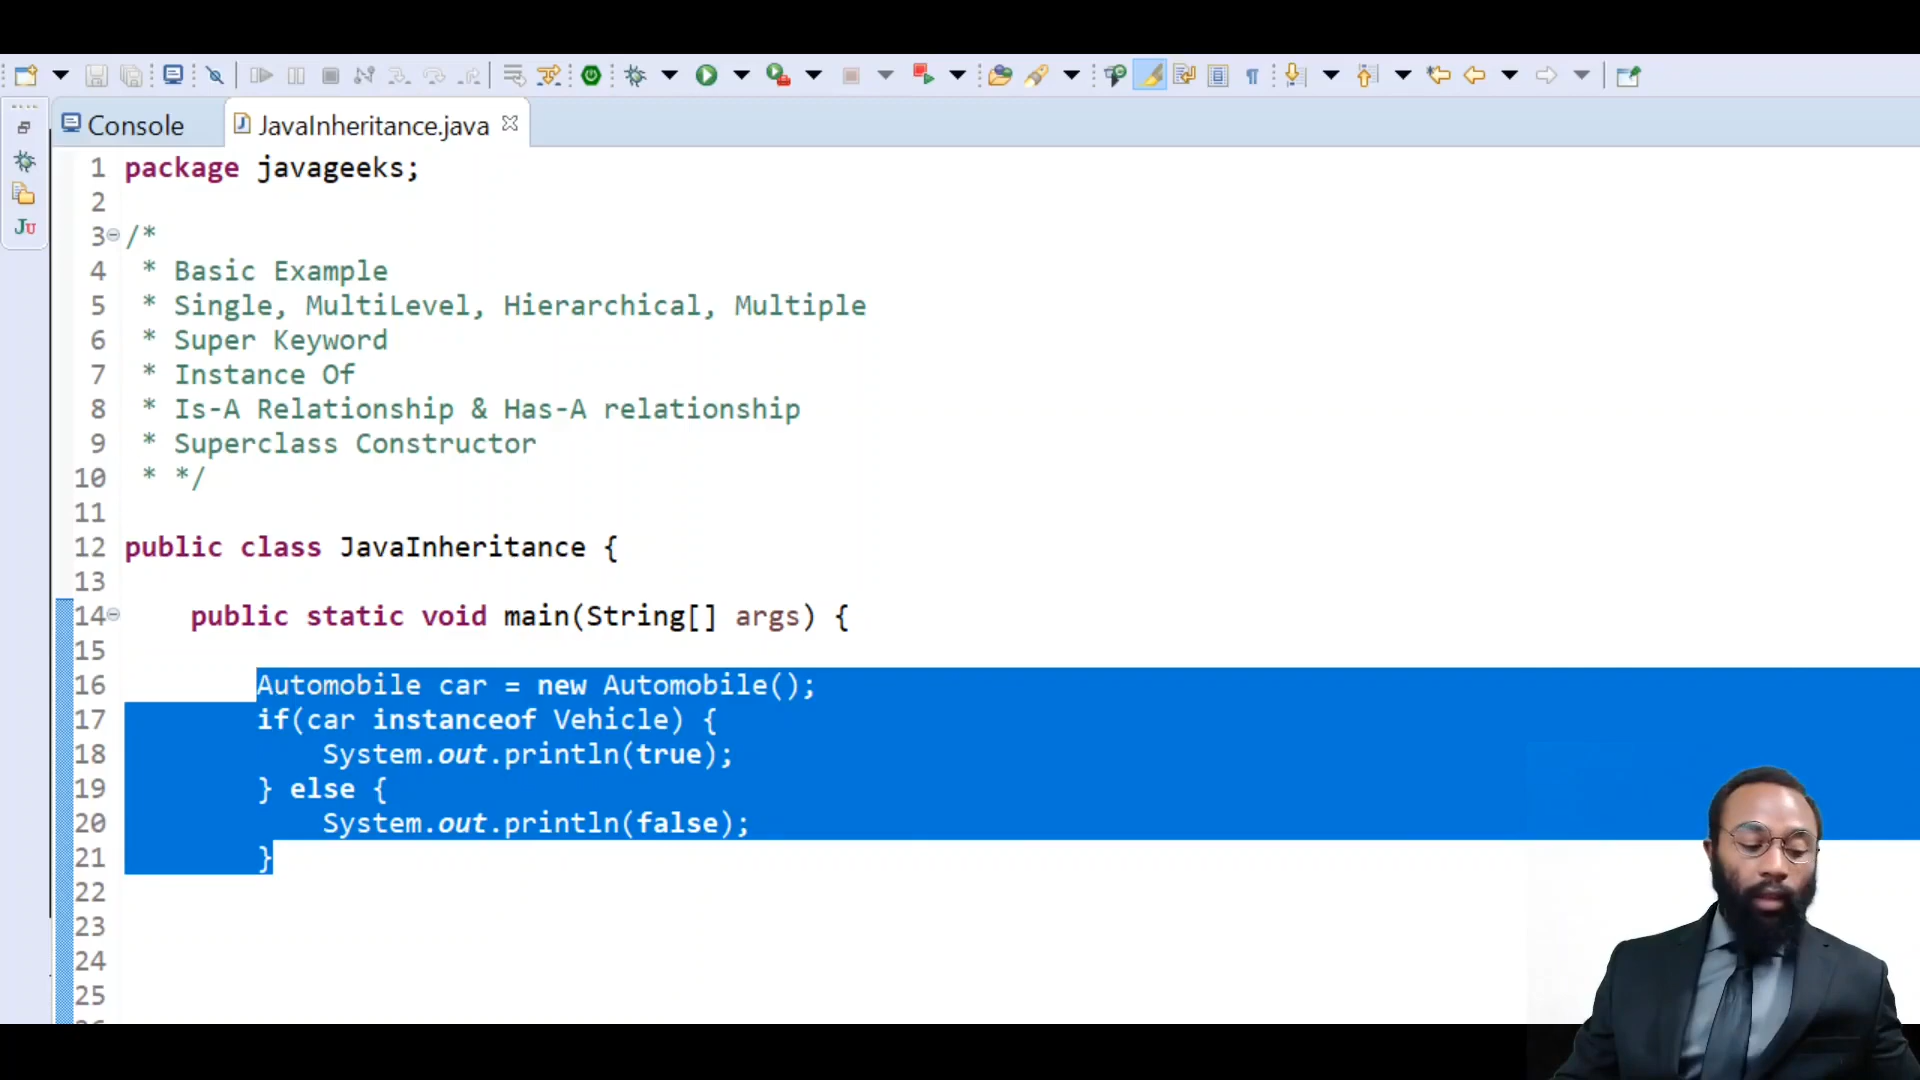 Console
JavaInheritance.java
Ju
1 package javageeks;
2
3 /*
4 * Basic Example
5 * Single, MultiLevel, Hierarchical, Multiple
6 * Super Keyword
7 * Instance Of
8 * Is-A Relationship & Has-A relationship
9 * Superclass Constructor
10 * */
11
12 public class JavaInheritance {
13
14 public static void main(String[] args) {
15
16 Automobile car = new Automobile();
17 if(car instanceof Vehicle) {
18 System.out.println(true);
19 } else {
20 System.out.println(false);
21 }
22
23
24
25